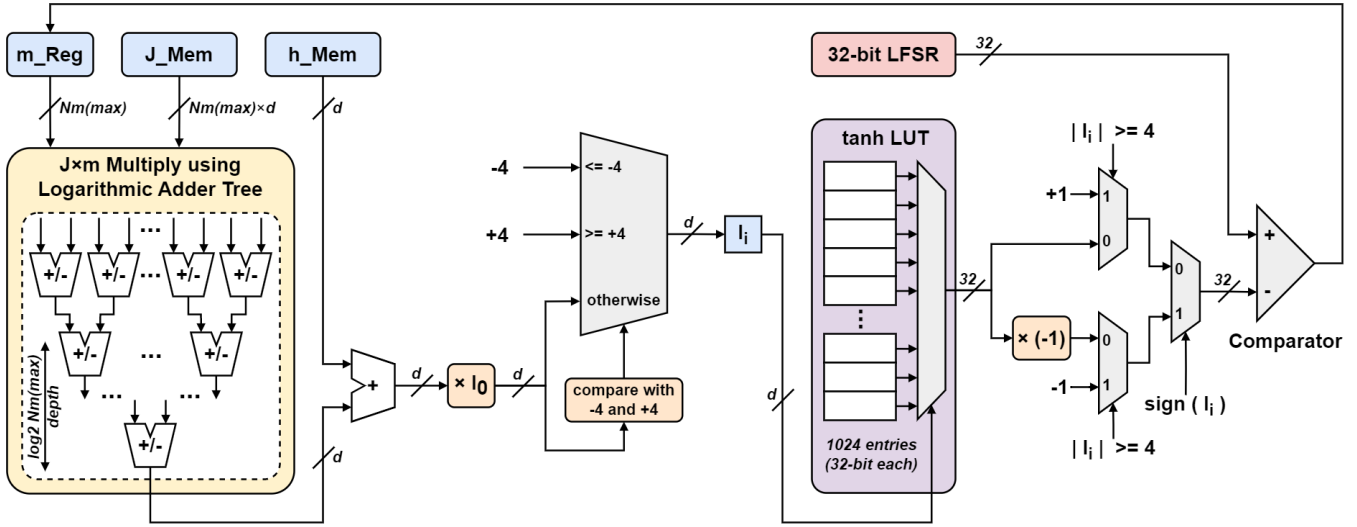 m_Reg
J_Mem
h_Mem
Nm(max)
Nm(max)×d
d
J×m Multiply using
Logarithmic Adder Tree
...
+/-
+/-
...
+/-
+/-
+/-
...
+/-
...
...
+/-
log2 Nm(max)
depth
d
+
d
× I0
d
-4
<= -4
+4
>= +4
otherwise
compare with
-4 and +4
d
Ii
d
32-bit LFSR
32
tanh LUT
1024 entries
(32-bit each)
32
| Ii | >= 4
+1
1
0
× (-1)
0
-1
1
| Ii | >= 4
0
1
sign ( Ii )
32
+
-
Comparator